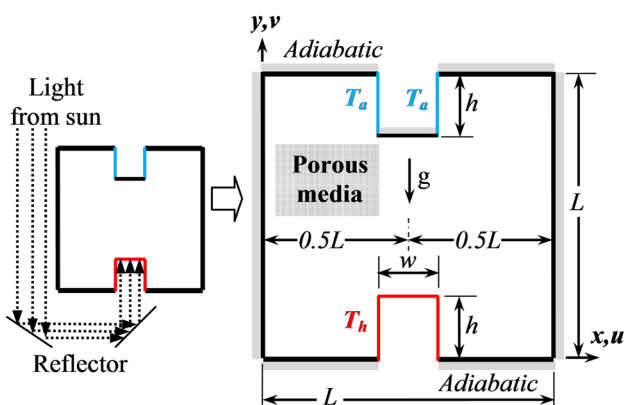 y,v
Adiabatic
Light
from sun
T_a
T_a
h
Porous
media
g
L
0.5L
0.5L
w
T_h
h
Reflector
x,u
L
Adiabatic